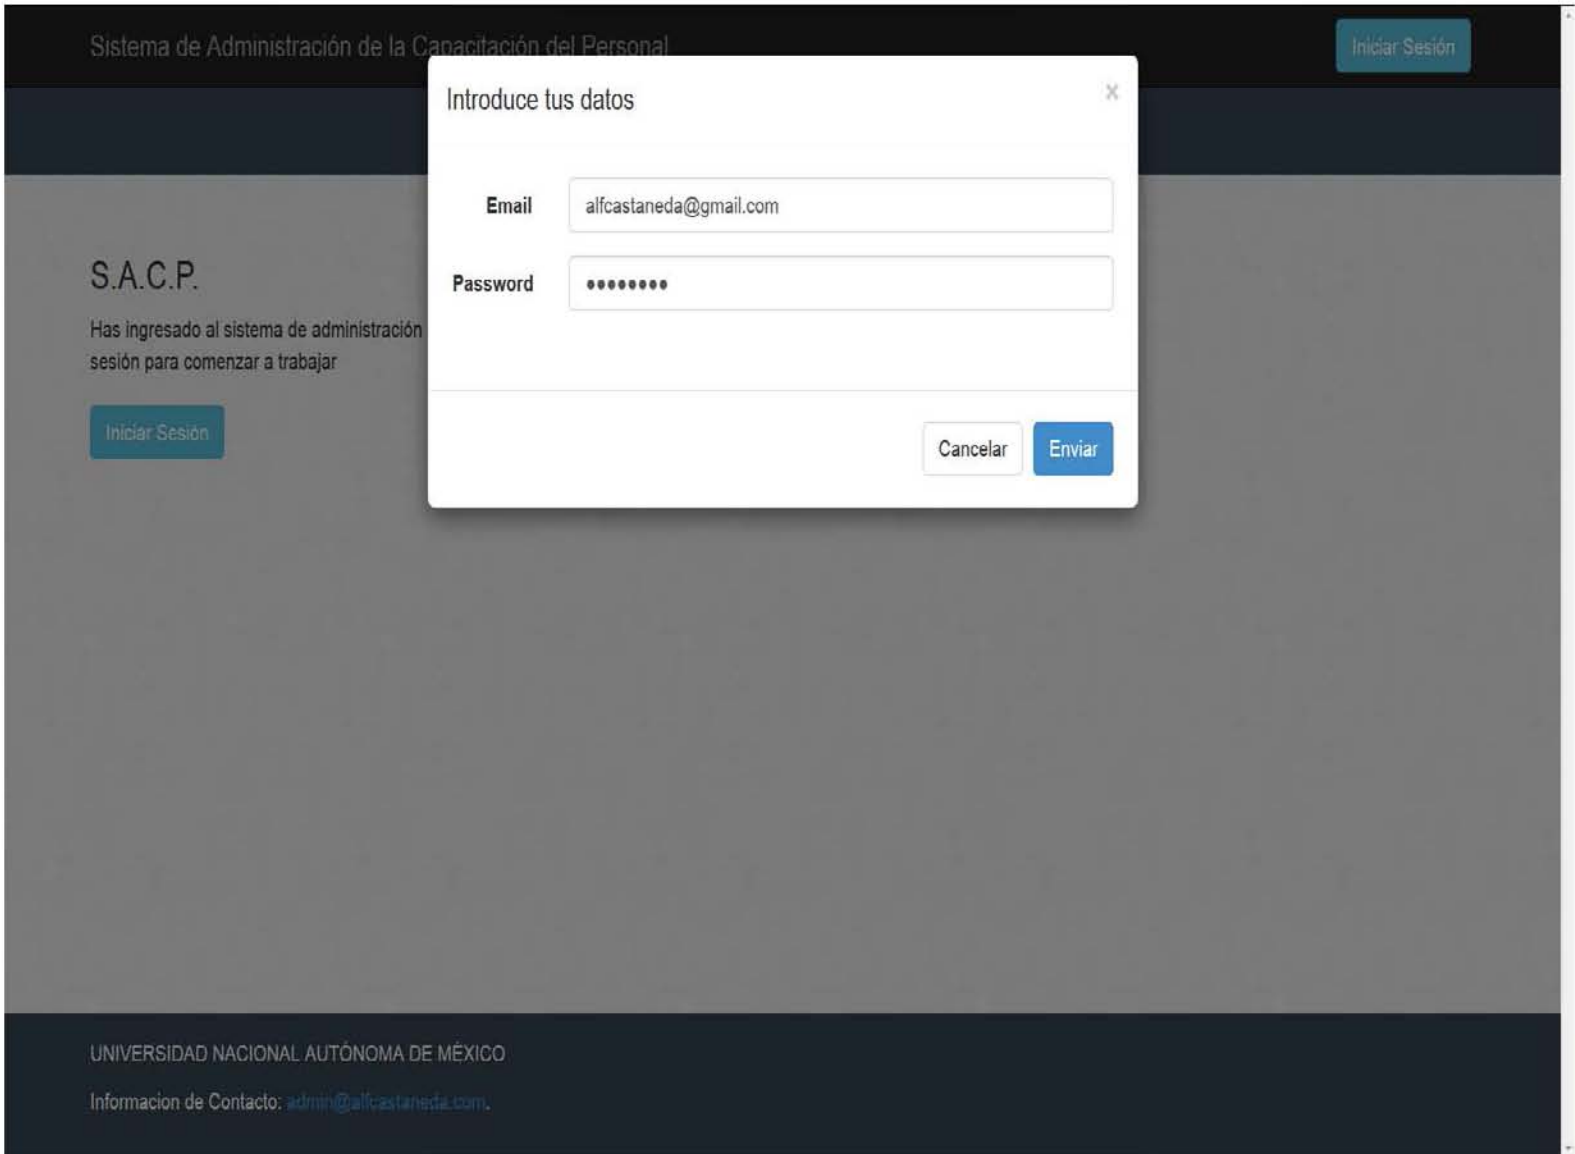 Sistema de Administración de la Capacitación del Personal
Iniciar Sesión
Introduce tus datos
x
Email
alfcastaneda@gmail.com
Password
••••••••
S.A.C.P.
Has ingresado al sistema de administración
sesión para comenzar a trabajar
Iniciar Sesión
Cancelar
Enviar
UNIVERSIDAD NACIONAL AUTÓNOMA DE MÉXICO
Informacion de Contacto: admin@alfcastaneda.com.